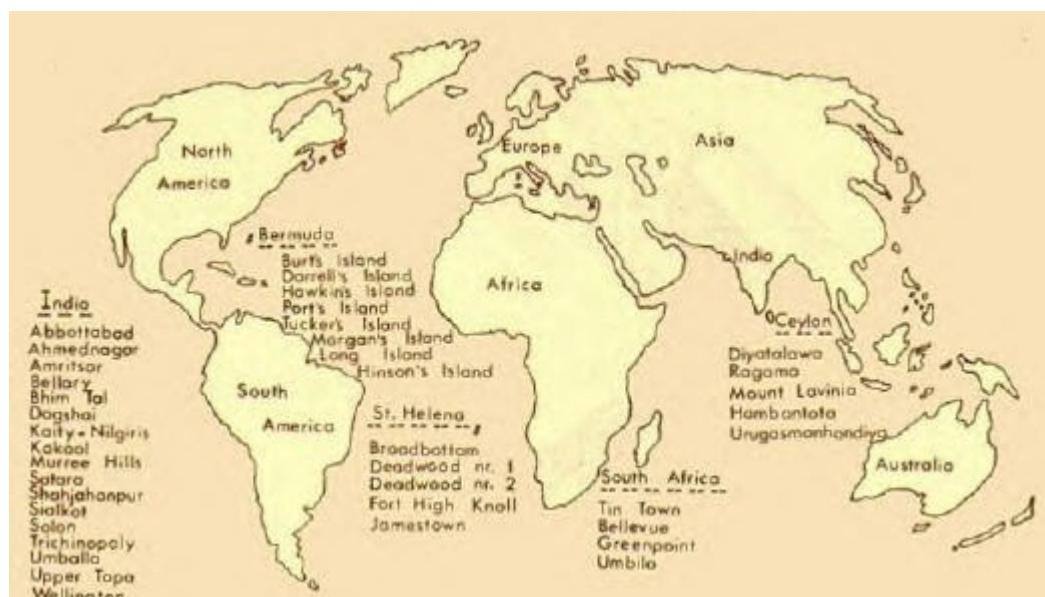 North
America
Europe
Asia
Bermuda
Burt's Island
Darrell's Island
Hawkin's Island
Port's Island
Tucker's Island
Morgan's Island
Long Island
Hinson's Island
India
Africa
India
Abbottabad
Ahmednagar
Amritsar
Bellary
Bhim Tal
Dagshai
Kaity-Nilgiris
Kakool
Murree Hills
Satara
Shahjahanpur
Sialkot
Solon
Trichinopoly
Umballa
Upper Topa
Wellington
South
America
St. Helena
Broadbottom
Deadwood nr. 1
Deadwood nr. 2
Fort High Knoll
Jamestown
South Africa
Tin Town
Bellevue
Greenpoint
Umbilo
Ceylon
Diyatalawa
Ragama
Mount Lavinia
Hambantota
Urugasmanhandiya
Australia